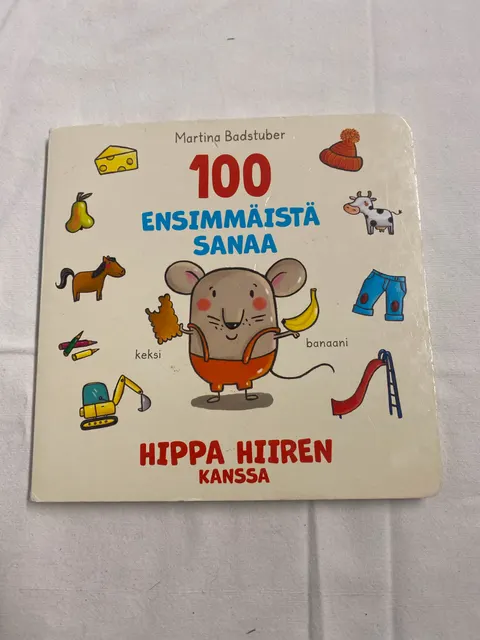 Martina Badstuber
100
ENSIMMÄISTÄ
SANAA
keksi
banaani
HIPPA HIIREN
KANSSA